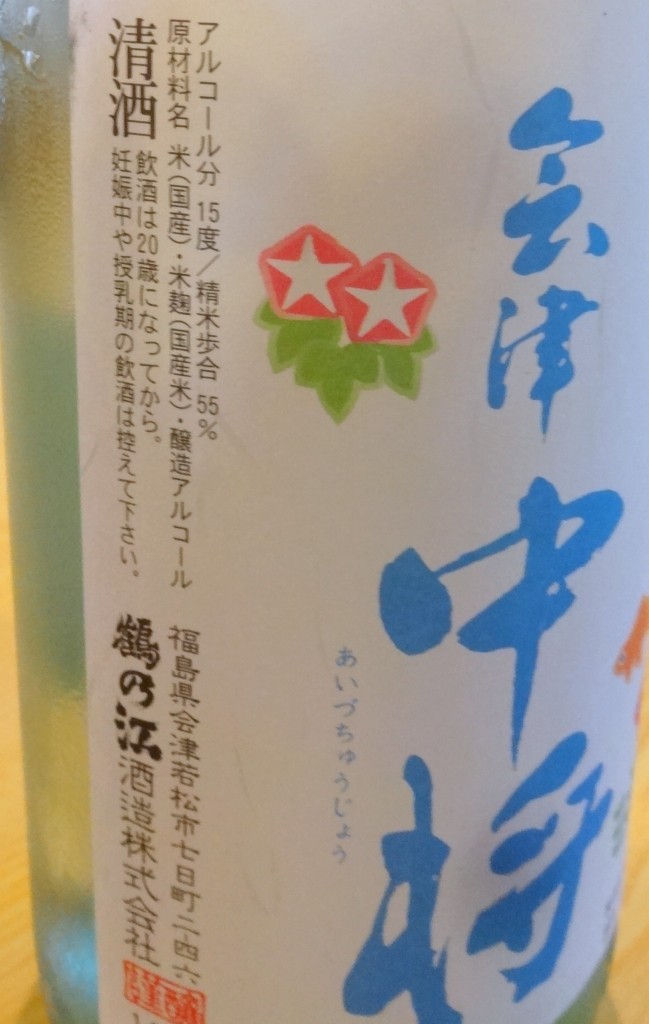 会津中将
あいづちゅうじょう
アルコール分 15度/精米歩合 55%
原材料名 米(国産)・米麹(国産米)・醸造アルコール
清酒
飲酒は20歳になってから。
妊娠中や授乳期の飲酒は控えて下さい。
福島県会津若松市七日町二ー四六
鶴乃江酒造株式会社